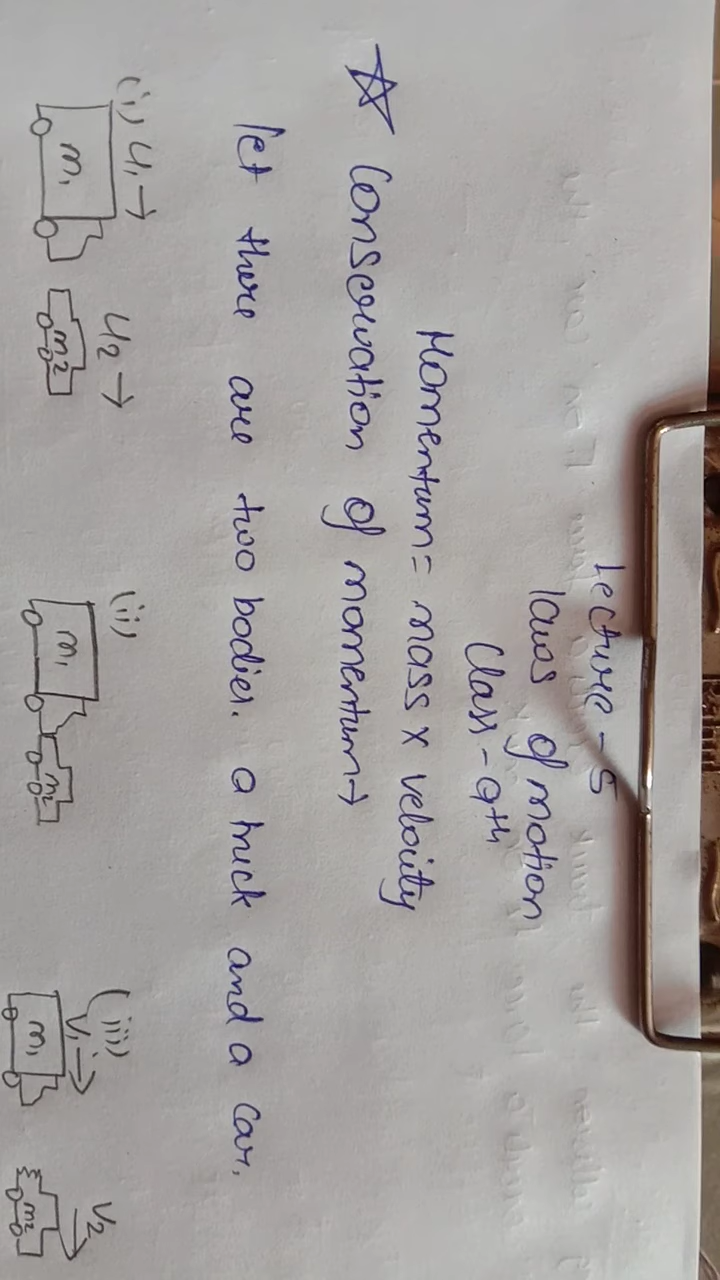 Lecture - 5
laws of motion
Class - 9th
Momentum = mass x velocity
☆ Conservation of momentum →
let there are two bodies. a truck and a car.
(i) u₁ → u₂ → (ii) (iii) V₁ → V₂
m₁ m2 m₁ m2 m₁ m2